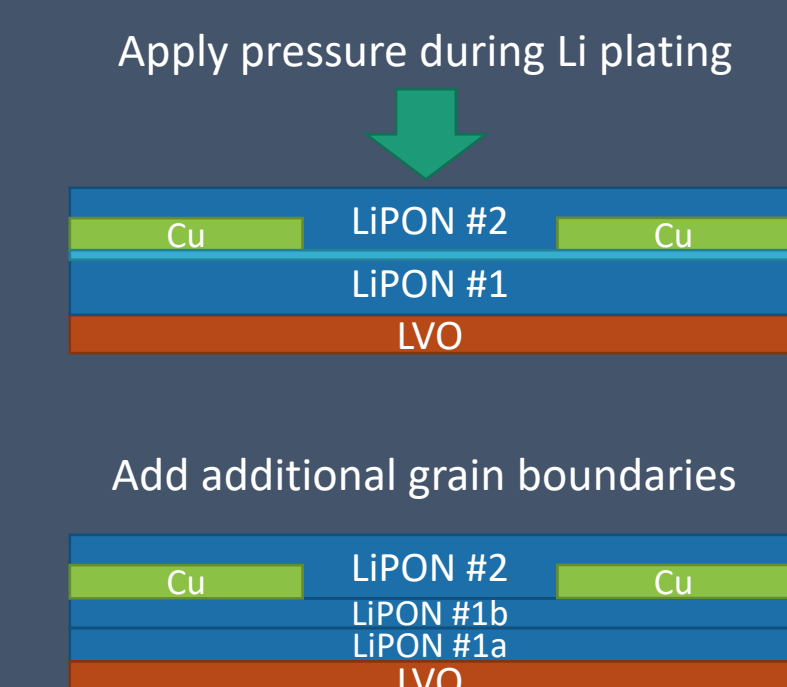 Apply pressure during Li plating
Cu LiPON #2 Cu
LiPON #1
LVO
Add additional grain boundaries
Cu LiPON #2 Cu
LiPON #1b
LiPON #1a
LVO